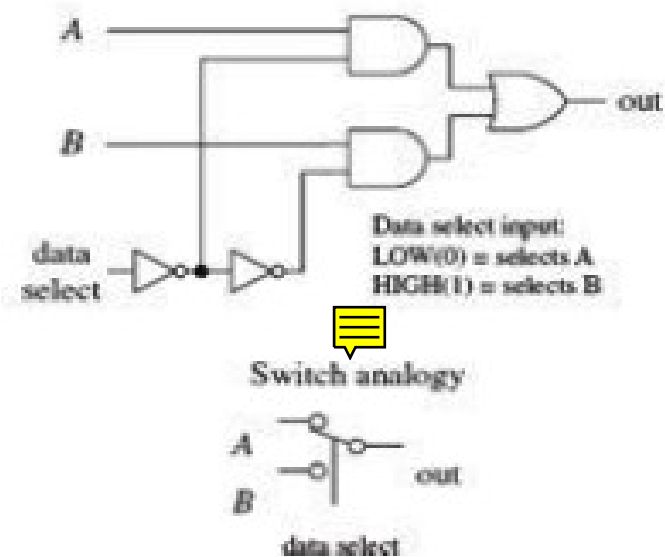 A
out
B
data
select
Data select input:
LOW(0) = selects A
HIGH(1) = selects B
Switch analogy
A
out
B
data select